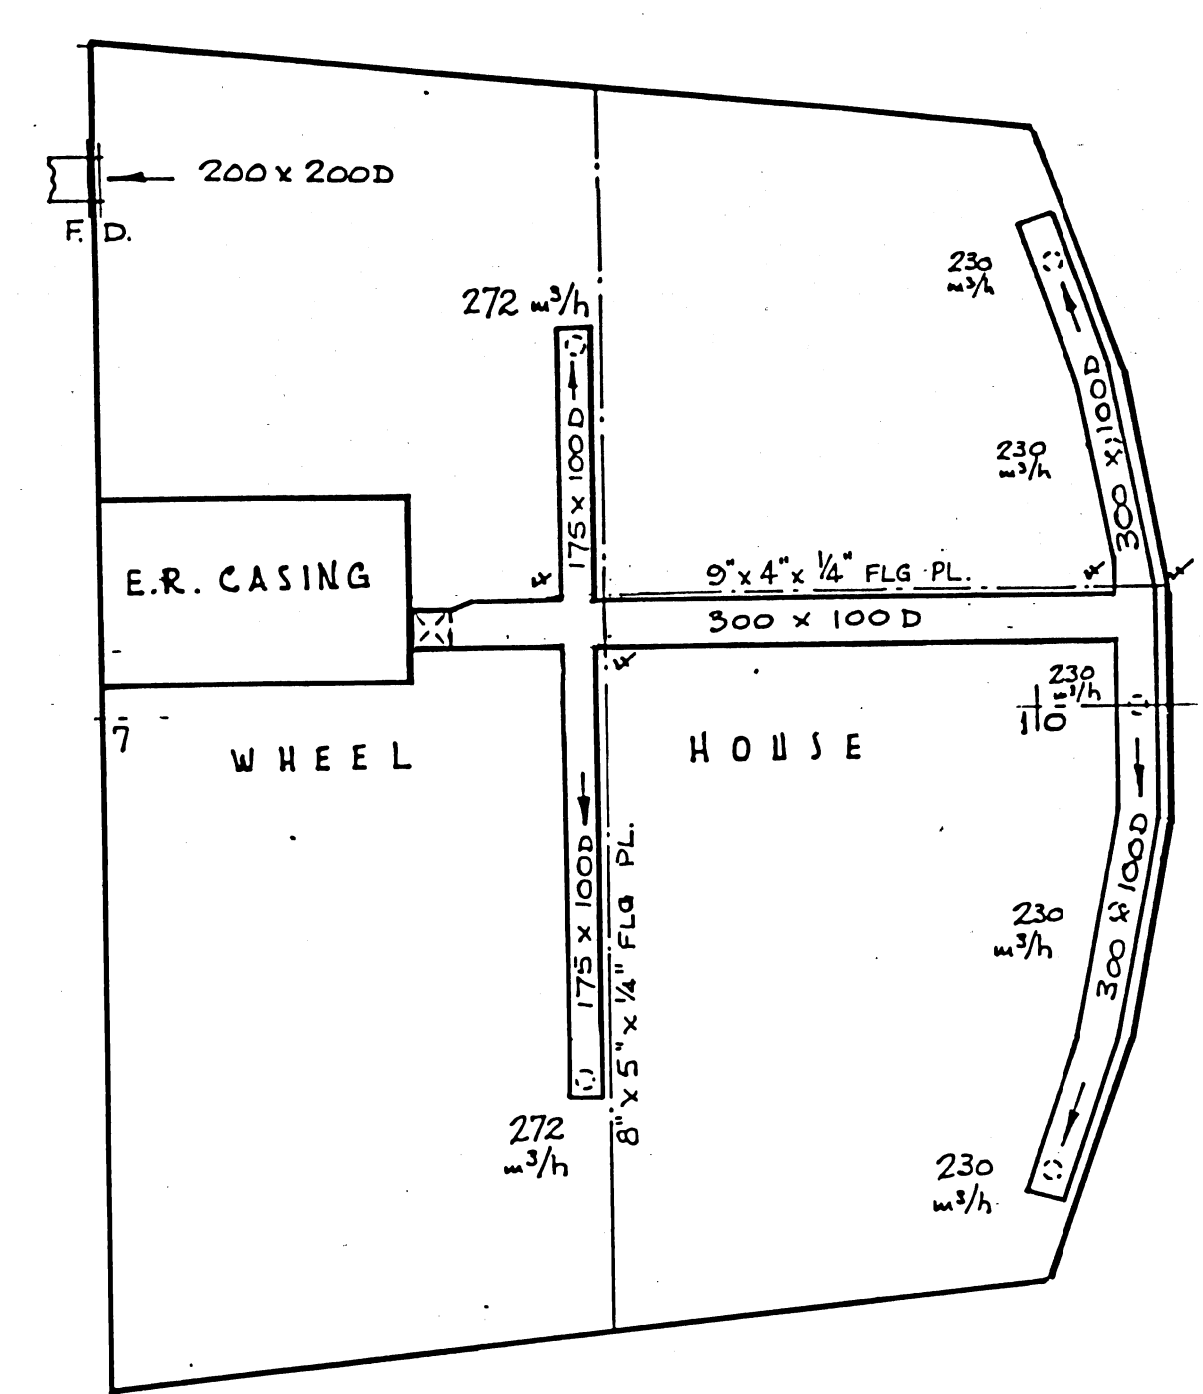 200 x 200D
F. D.
272 m³/h
230
m³/h
175 x 100D
300 x 100D
230
m³/h
E.R. CASING
9" x 4" x 1/4" FLG PL.
300 x 100 D
230
m³/h
7
10
WHEEL HOUSE
175 x 100D
8" x 5" x 1/4" FLG PL.
300 x 100D
230
m³/h
272
m³/h
230
m³/h